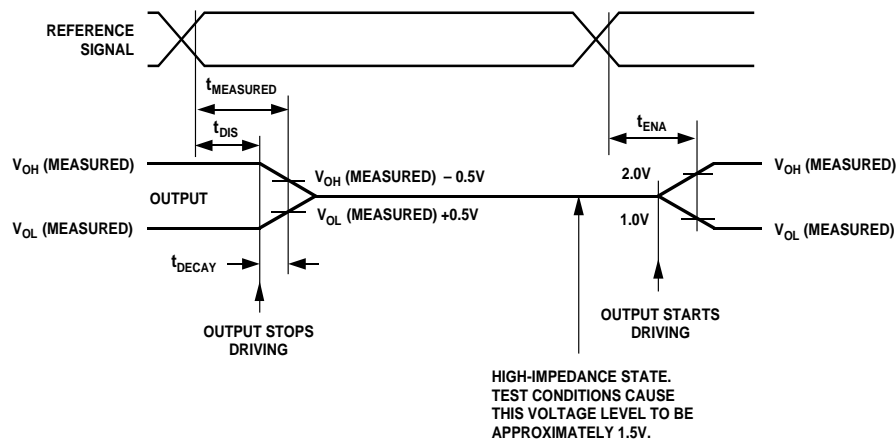 REFERENCE
SIGNAL
tMEASURED
tDIS
tENA
VOH (MEASURED)
VOH (MEASURED) – 0.5V
2.0V
VOH (MEASURED)
OUTPUT
VOL (MEASURED) +0.5V
1.0V
VOL (MEASURED)
VOL (MEASURED)
tDECAY
OUTPUT STOPS
DRIVING
OUTPUT STARTS
DRIVING
HIGH-IMPEDANCE STATE.
TEST CONDITIONS CAUSE
THIS VOLTAGE LEVEL TO BE
APPROXIMATELY 1.5V.